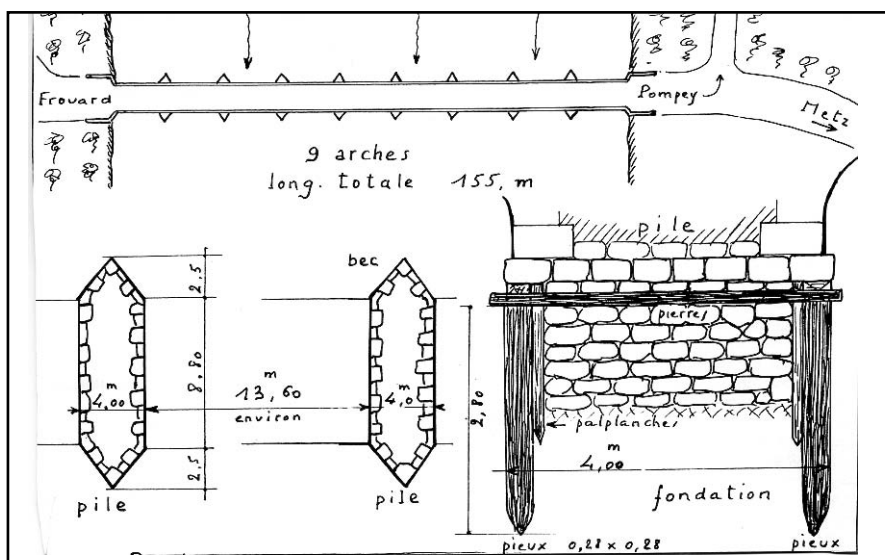 Frouard
Pompey
Metz
9 arches
long. totale 155, m
pile
bec
2,5
8,80
2,5
m
4,00
m
13,60
environ
m
4,0
pierres
2,80
palplanches
m
4,00
fondation
pile
pile
pieux 0,28 x 0,28
pieux